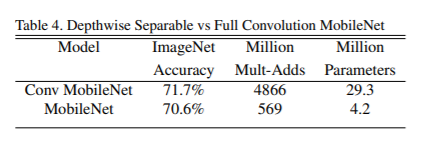 Table 4. Depthwise Separable vs Full Convolution MobileNet
Model ImageNet Million Million
Accuracy Mult-Adds Parameters
Conv MobileNet 71.7% 4866 29.3
MobileNet 70.6% 569 4.2